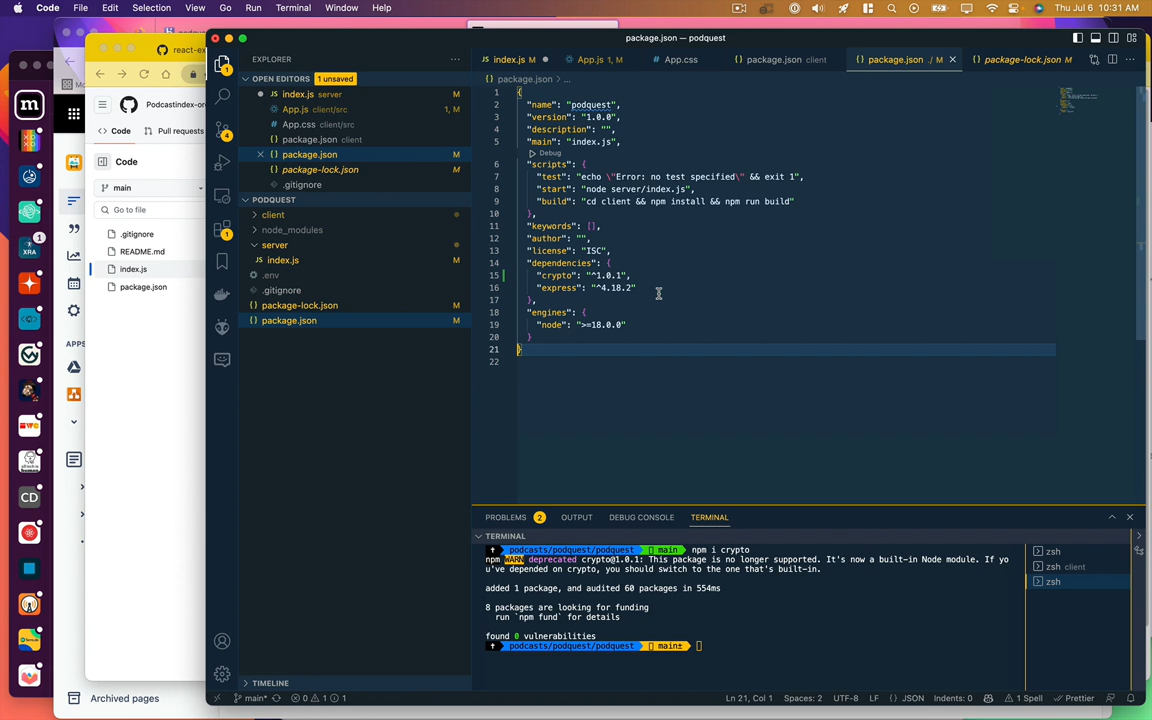 Code File Edit Selection View Go Run Terminal Window Help
Thu Jul 6 10:31 AM
package.json — podquest
react-ex
Podcastindex-or
Code
Pull requests
Code
main
Go to file
.gitignore
README.md
index.js
package.json
APPS
Archived pages
m
XRA
1
CD
EXPLORER
OPEN EDITORS 1 unsaved
index.js server M
App.js client/src 1, M
App.css client/src
package.json client
package.json M
package-lock.json M
.gitignore
PODQUEST
client
node_modules
server
index.js M
.env
.gitignore
package-lock.json M
package.json M
TIMELINE
index.js M
App.js 1, M
App.css
package.json client
package.json ./ M
package-lock.json M
package.json > ...
1 {
2 "name": "podquest",
3 "version": "1.0.0",
4 "description": "",
5 "main": "index.js",
Debug
6 "scripts": {
7 "test": "echo \"Error: no test specified\" && exit 1",
8 "start": "node server/index.js",
9 "build": "cd client && npm install && npm run build"
10 },
11 "keywords": [],
12 "author": "",
13 "license": "ISC",
14 "dependencies": {
15 "crypto": "^1.0.1",
16 "express": "^4.18.2"
17 },
18 "engines": {
19 "node": ">=18.0.0"
20 }
21 }
22
PROBLEMS 2 OUTPUT DEBUG CONSOLE TERMINAL
TERMINAL
podcasts/podquest/podquest main npm i crypto
npm WARN deprecated crypto@1.0.1: This package is no longer supported. It's now a built-in Node module. If yo
u've depended on crypto, you should switch to the one that's built-in.
added 1 package, and audited 60 packages in 554ms
8 packages are looking for funding
run `npm fund` for details
found 0 vulnerabilities
podcasts/podquest/podquest main±
zsh
zsh client
zsh
main* 0 1 1
Ln 21, Col 1 Spaces: 2 UTF-8 LF {} JSON Indents: 0 1 Spell Prettier